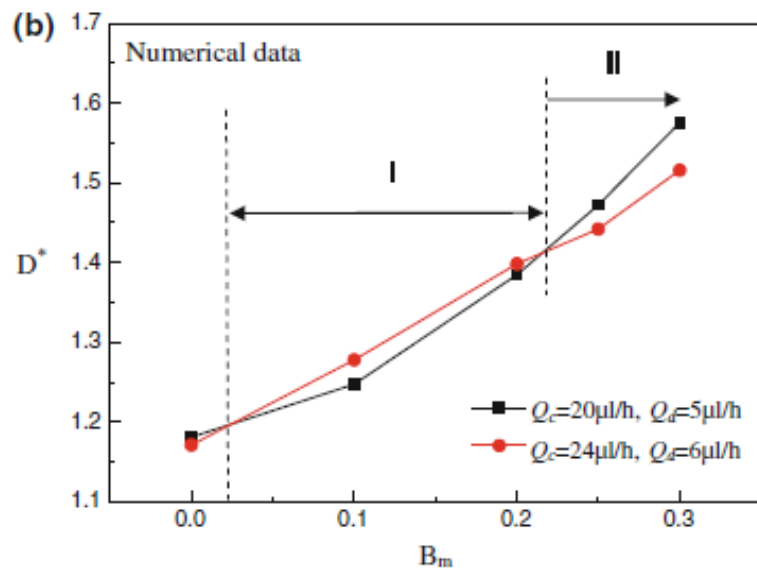 (b)
Numerical data
I
II
D*
1.7
1.6
1.5
1.4
1.3
1.2
1.1
0.0 0.1 0.2 0.3
Bm
Qc=20μl/h, Qd=5μl/h
Qc=24μl/h, Qd=6μl/h